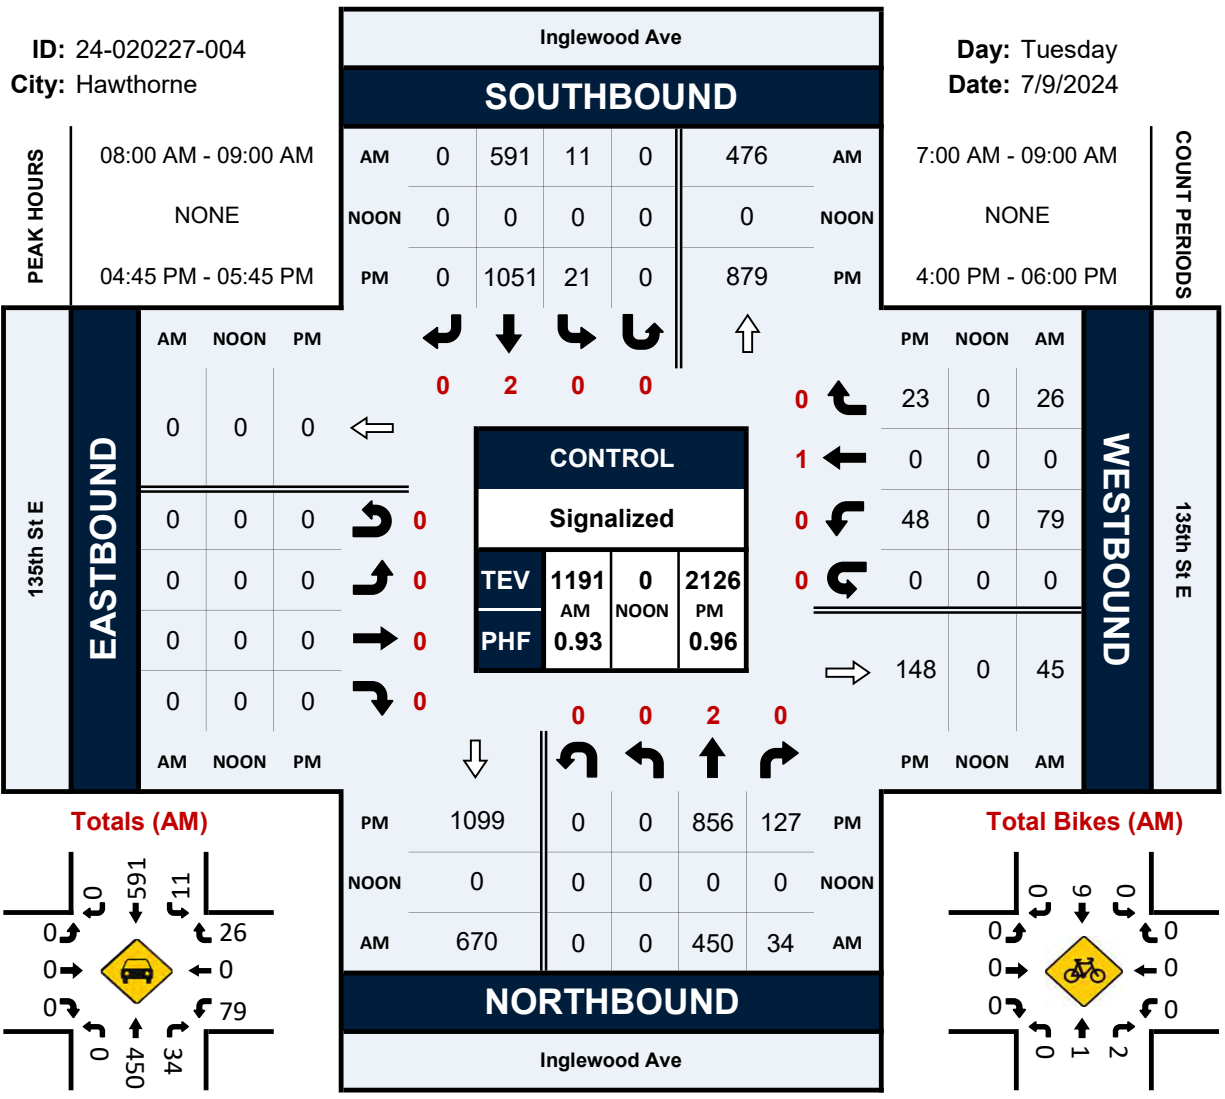 Inglewood Ave
ID: 24-020227-004
Day: Tuesday
City: Hawthorne
SOUTHBOUND
Date: 7/9/2024
PEAK HOURS
08:00 AM - 09:00 AM
NONE
04:45 PM - 05:45 PM
AM 0 591 11 0 476 AM
NOON 0 0 0 0 0 NOON
PM 0 1051 21 0 879 PM
7:00 AM - 09:00 AM
NONE
4:00 PM - 06:00 PM
COUNT PERIODS
0 2 0 0
135th St E
EASTBOUND
AM NOON PM
0 0 0
0 0 0 0
0 0 0 0
0 0 0 0
0 0 0 0
AM NOON PM
CONTROL
Signalized
TEV 1191 0 2126
AM NOON PM
PHF 0.93 0.96
PM NOON AM
0 23 0 26
1 0 0 0
0 48 0 79
0 0 0 0
148 0 45
PM NOON AM
WESTBOUND
135th St E
0 0 2 0
PM 1099 0 0 856 127 PM
NOON 0 0 0 0 0 NOON
AM 670 0 0 450 34 AM
NORTHBOUND
Inglewood Ave
Totals (AM)
0 591 11
0 26
0 0
0 79
0 450 34
Total Bikes (AM)
0 9 0
0 0
0 0
0 0
0 1 2